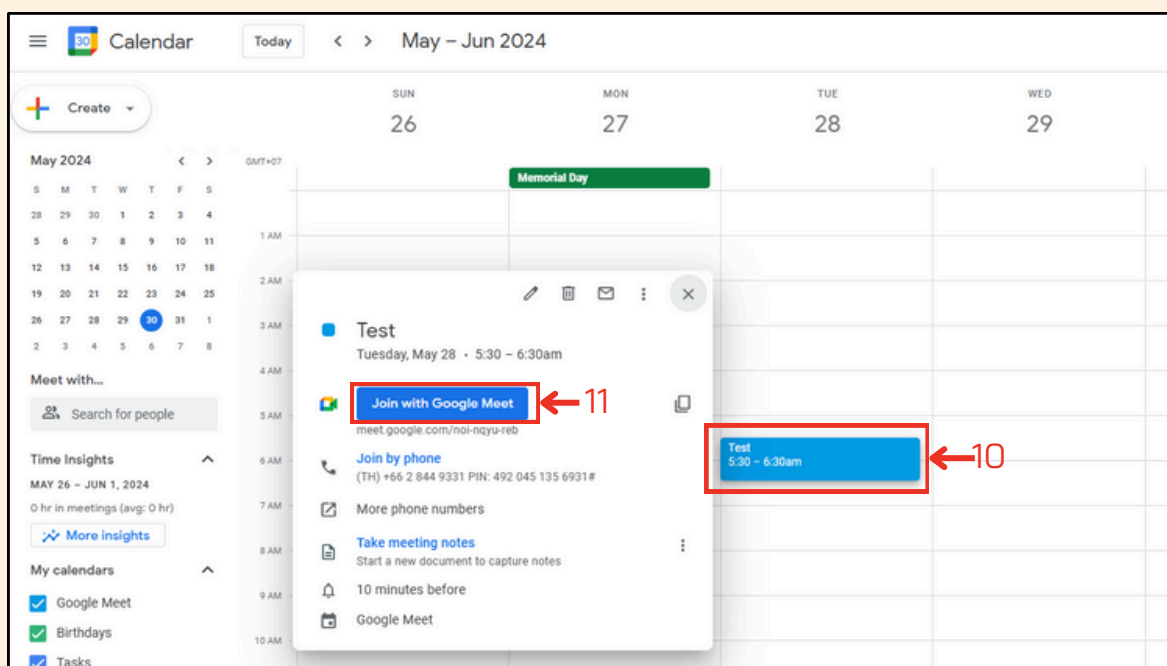 30 Calendar Today May – Jun 2024
Create
SUN MON TUE WED
26 27 28 29
May 2024
GMT+07
Memorial Day
S M T W T F S
28 29 30 1 2 3 4
5 6 7 8 9 10 11
12 13 14 15 16 17 18
19 20 21 22 23 24 25
26 27 28 29 30 31 1
2 3 4 5 6 7 8
Meet with...
Search for people
Time Insights
MAY 26 – JUN 1, 2024
0 hr in meetings (avg: 0 hr)
More insights
My calendars
Google Meet
Birthdays
Tasks
1 AM
2 AM
3 AM
4 AM
5 AM
6 AM
7 AM
8 AM
9 AM
10 AM
Test
Tuesday, May 28 • 5:30 – 6:30am
Join with Google Meet
11
meet.google.com/noi-nqyu-reb
Join by phone
(TH) +66 2 844 9331 PIN: 492 045 135 6931#
More phone numbers
Take meeting notes
Start a new document to capture notes
10 minutes before
Google Meet
Test
5:30 – 6:30am
10